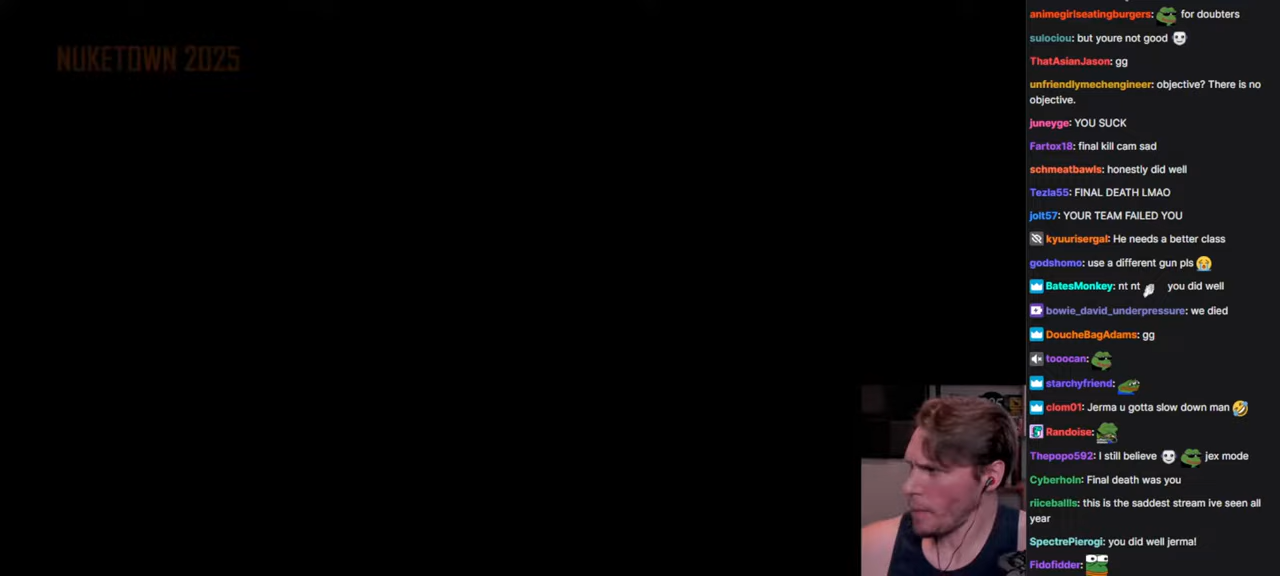 NUKETOWN 2025
animegirlseatingburgers: for doubters
sulociou: but youre not good
ThatAsianJason: gg
unfriendlymechengineer: objective? There is no
objective.
juneyge: YOU SUCK
Fartox18: final kill cam sad
schmeatbawls: honestly did well
Tezla55: FINAL DEATH LMAO
jolt57: YOUR TEAM FAILED YOU
kyuurisergal: He needs a better class
godshomo: use a different gun pls 😭
BatesMonkey: nt nt you did well
bowie_david_underpressure: we died
DoucheBagAdams: gg
tooocan:
starchyfriend:
clom01: Jerma u gotta slow down man 🤣
Randoise:
Thepopo592: I still believe jex mode
Cyberholn: Final death was you
riiceballls: this is the saddest stream ive seen all
year
SpectrePierogi: you did well jerma!
Fidofidder: